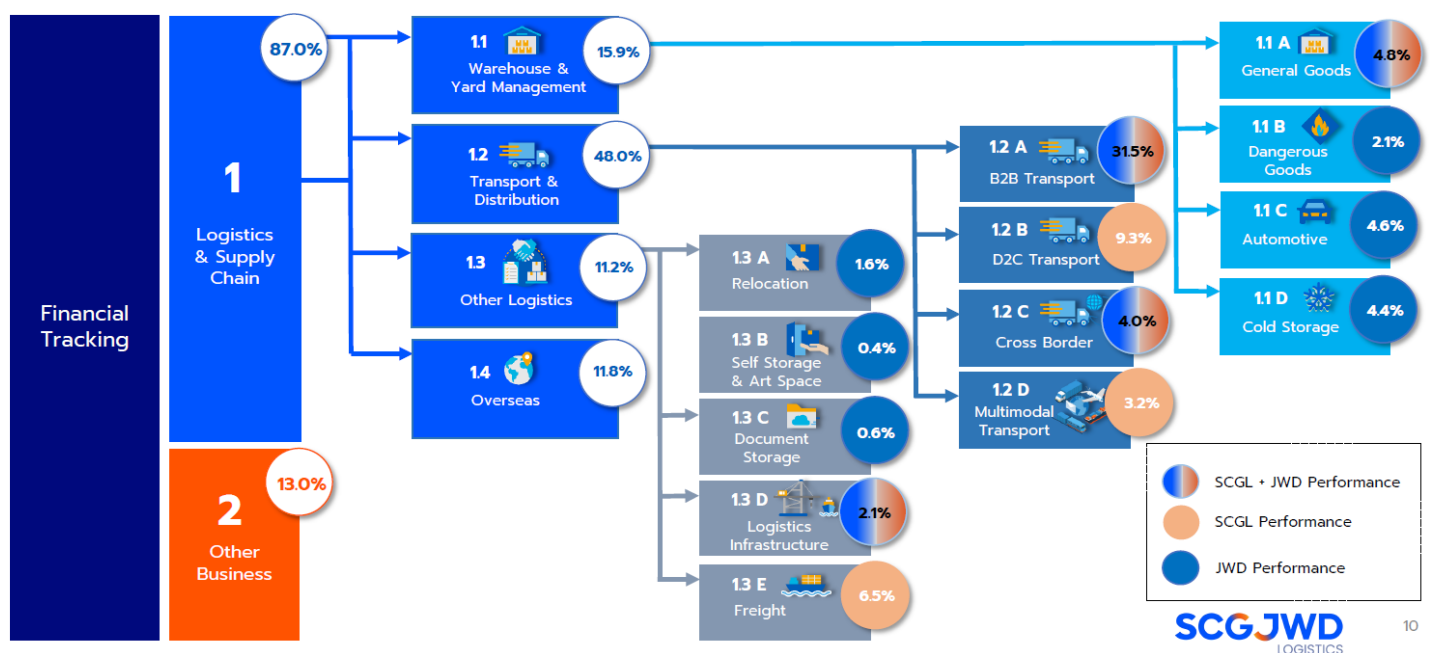 Financial
Tracking
1
Logistics
& Supply
Chain
87.0%
2
Other
Business
13.0%
1.1
Warehouse &
Yard Management
15.9%
1.2
Transport &
Distribution
48.0%
1.3
Other Logistics
11.2%
1.4
Overseas
11.8%
1.3 A
Relocation
1.6%
1.3 B
Self Storage
& Art Space
0.4%
1.3 C
Document
Storage
0.6%
1.3 D
Logistics
Infrastructure
2.1%
1.3 E
Freight
6.5%
1.2 A
B2B Transport
31.5%
1.2 B
D2C Transport
9.3%
1.2 C
Cross Border
4.0%
1.2 D
Multimodal
Transport
3.2%
1.1 A
General Goods
4.8%
1.1 B
Dangerous
Goods
2.1%
1.1 C
Automotive
4.6%
1.1 D
Cold Storage
4.4%
SCGL + JWD Performance
SCGL Performance
JWD Performance
SCGJWD
LOGISTICS
10